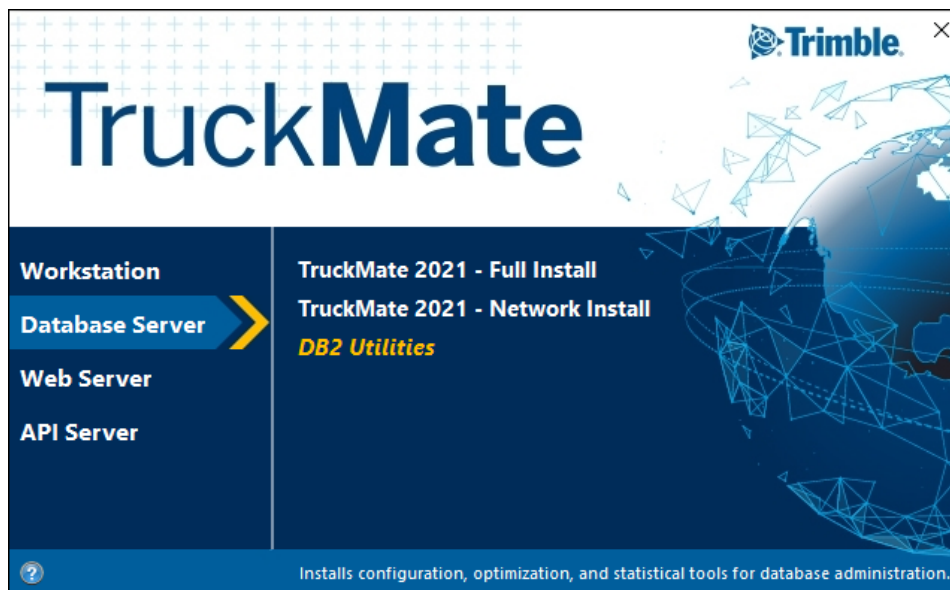 Trimble
TruckMate
Workstation
Database Server
Web Server
API Server
TruckMate 2021 - Full Install
TruckMate 2021 - Network Install
DB2 Utilities
?
Installs configuration, optimization, and statistical tools for database administration.